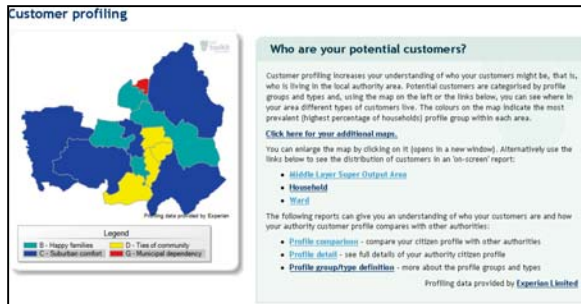 Customer profiling
Profiling data provided by Experian
Legend
B - Happy families
D - Ties of community
C - Suburban comfort
G - Municipal dependency
Who are your potential customers?
Customer profiling increases your understanding of who your customers might be, that is,
who is living in the local authority area. Potential customers are categorised by profile
groups and types and, using the map on the left or the links below, you can see where in
your area different types of customers live. The colours on the map indicate the most
prevalent (highest percentage of households) profile group within each area.
Click here for your additional maps.
You can enlarge the map by clicking on it (opens in a new window). Alternatively use the
links below to see the distribution of customers in an 'on-screen' report:
• Middle Layer Super Output Area
• Household
• Ward
The following reports can give you an understanding of who your customers are and how
your authority customer profile compares with other authorities:
• Profile comparison - compare your citizen profile with other authorities
• Profile detail - see full details of your authority citizen profile
• Profile group/type definition - more about the profile groups and types
Profiling data provided by Experian Limited